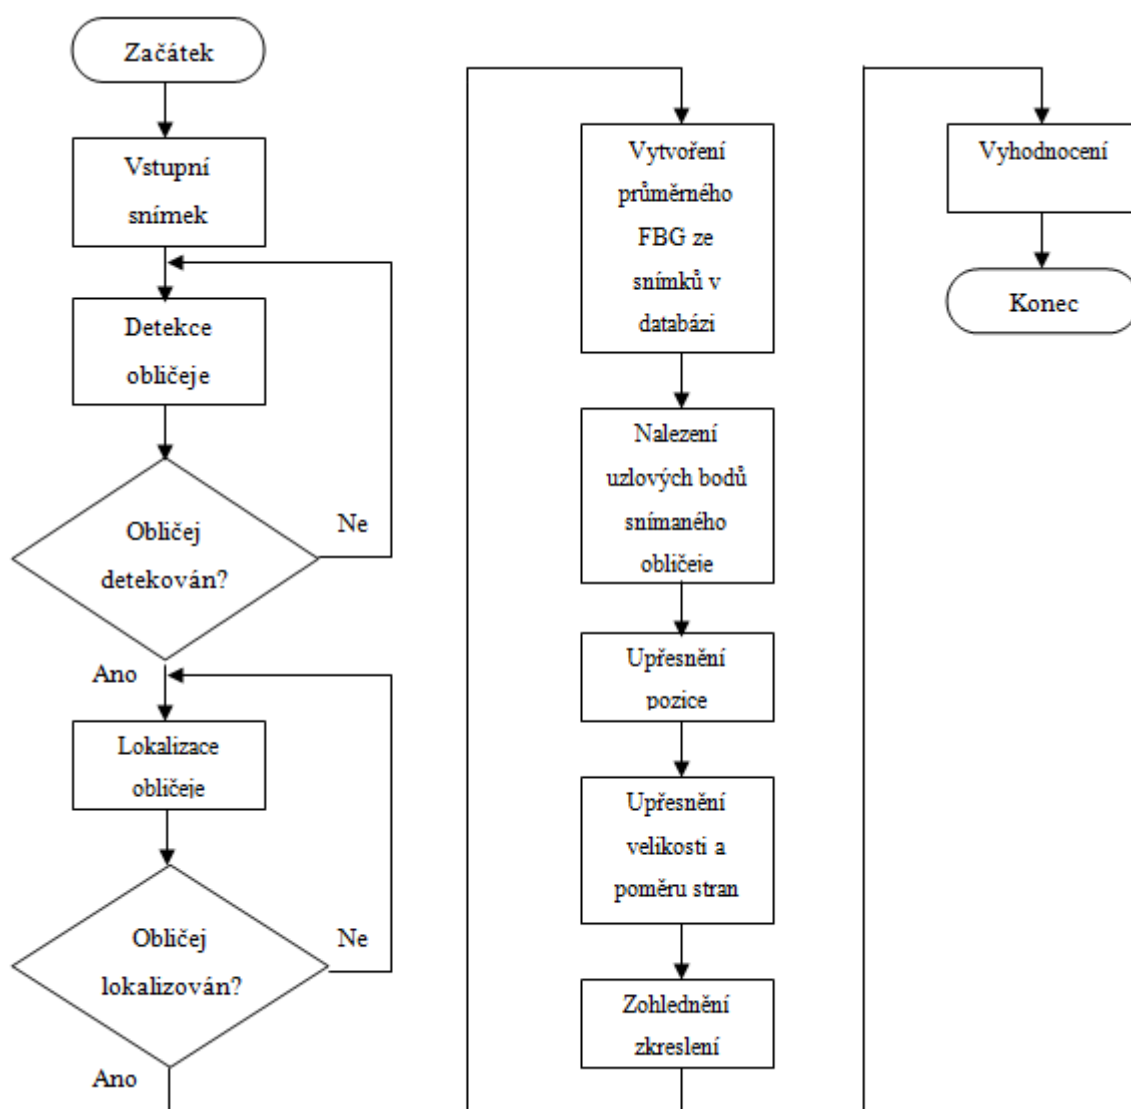 Začátek
Vstupní
snímek
Detekce
obličeje
Obličej
detekován?
Ne
Ano
Lokalizace
obličeje
Obličej
lokalizován?
Ne
Ano
Vytvoření
průměrného
FBG ze
snímků v
databázi
Nalezení
uzlových bodů
snímaného
obličeje
Upřesnění
pozice
Upřesnění
velikosti a
poměru stran
Zohlednění
zkreslení
Vyhodnocení
Konec